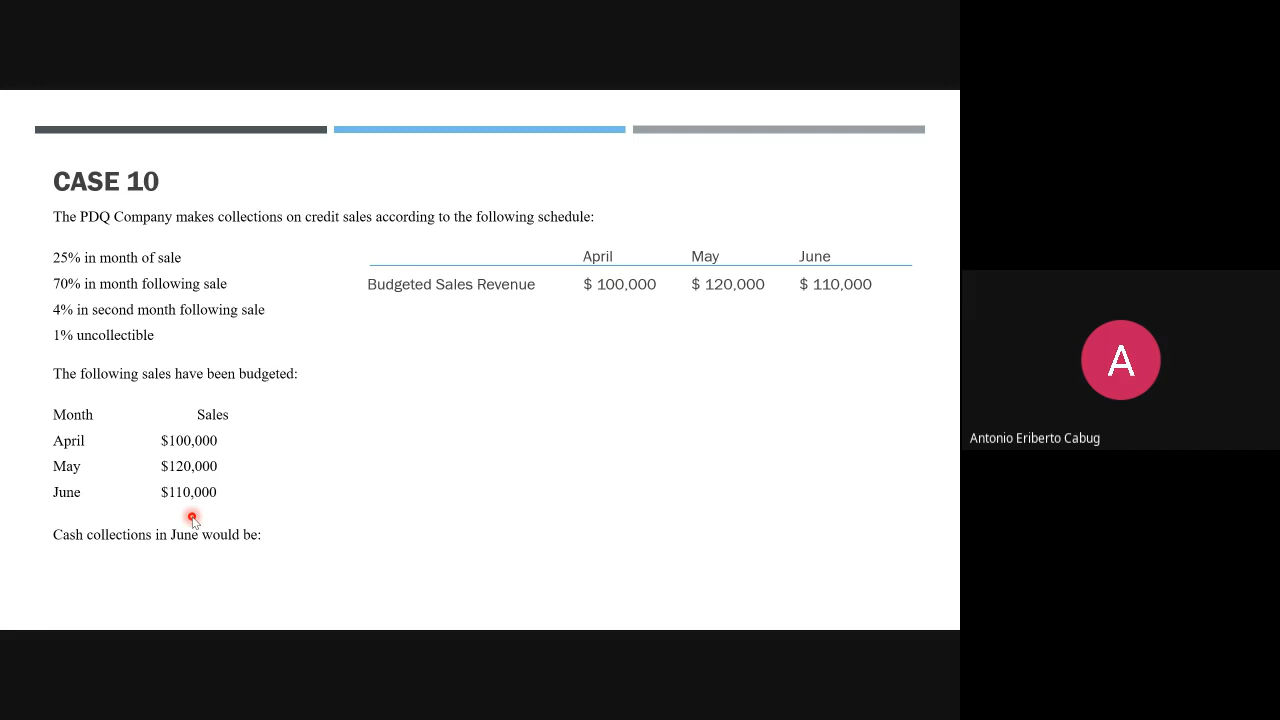 CASE 10
The PDQ Company makes collections on credit sales according to the following schedule:
25% in month of sale
70% in month following sale
4% in second month following sale
1% uncollectible
The following sales have been budgeted:
Month Sales
April $100,000
May $120,000
June $110,000
Cash collections in June would be:
April May June
Budgeted Sales Revenue $ 100,000 $ 120,000 $ 110,000
A
Antonio Eriberto Cabug